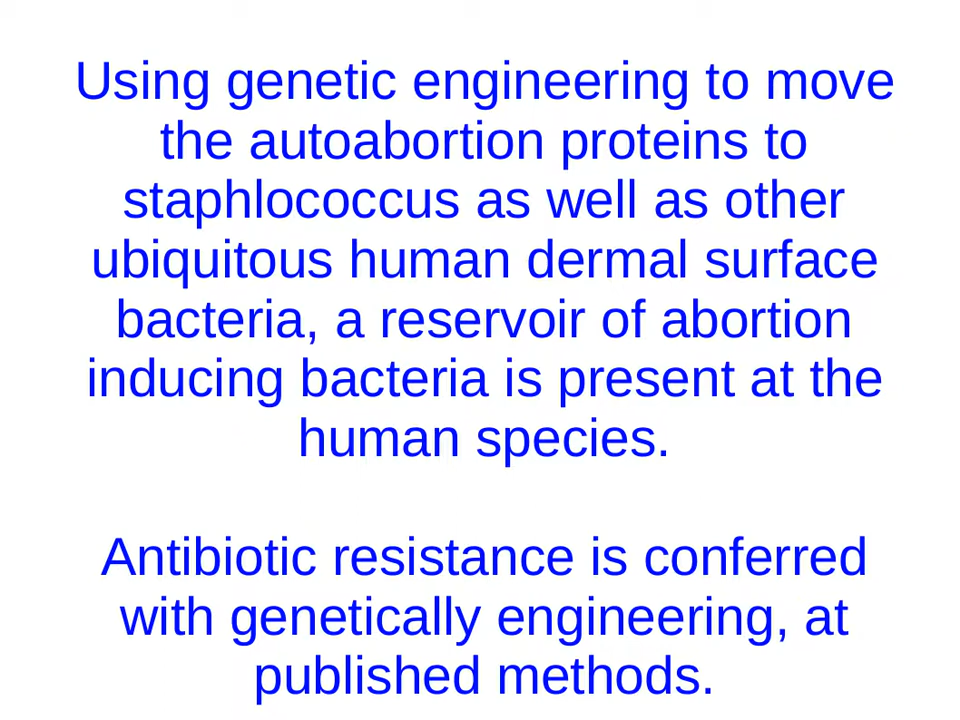 Using genetic engineering to move
the autoabortion proteins to
staphlococcus as well as other
ubiquitous human dermal surface
bacteria, a reservoir of abortion
inducing bacteria is present at the
human species.
Antibiotic resistance is conferred
with genetically engineering, at
published methods.